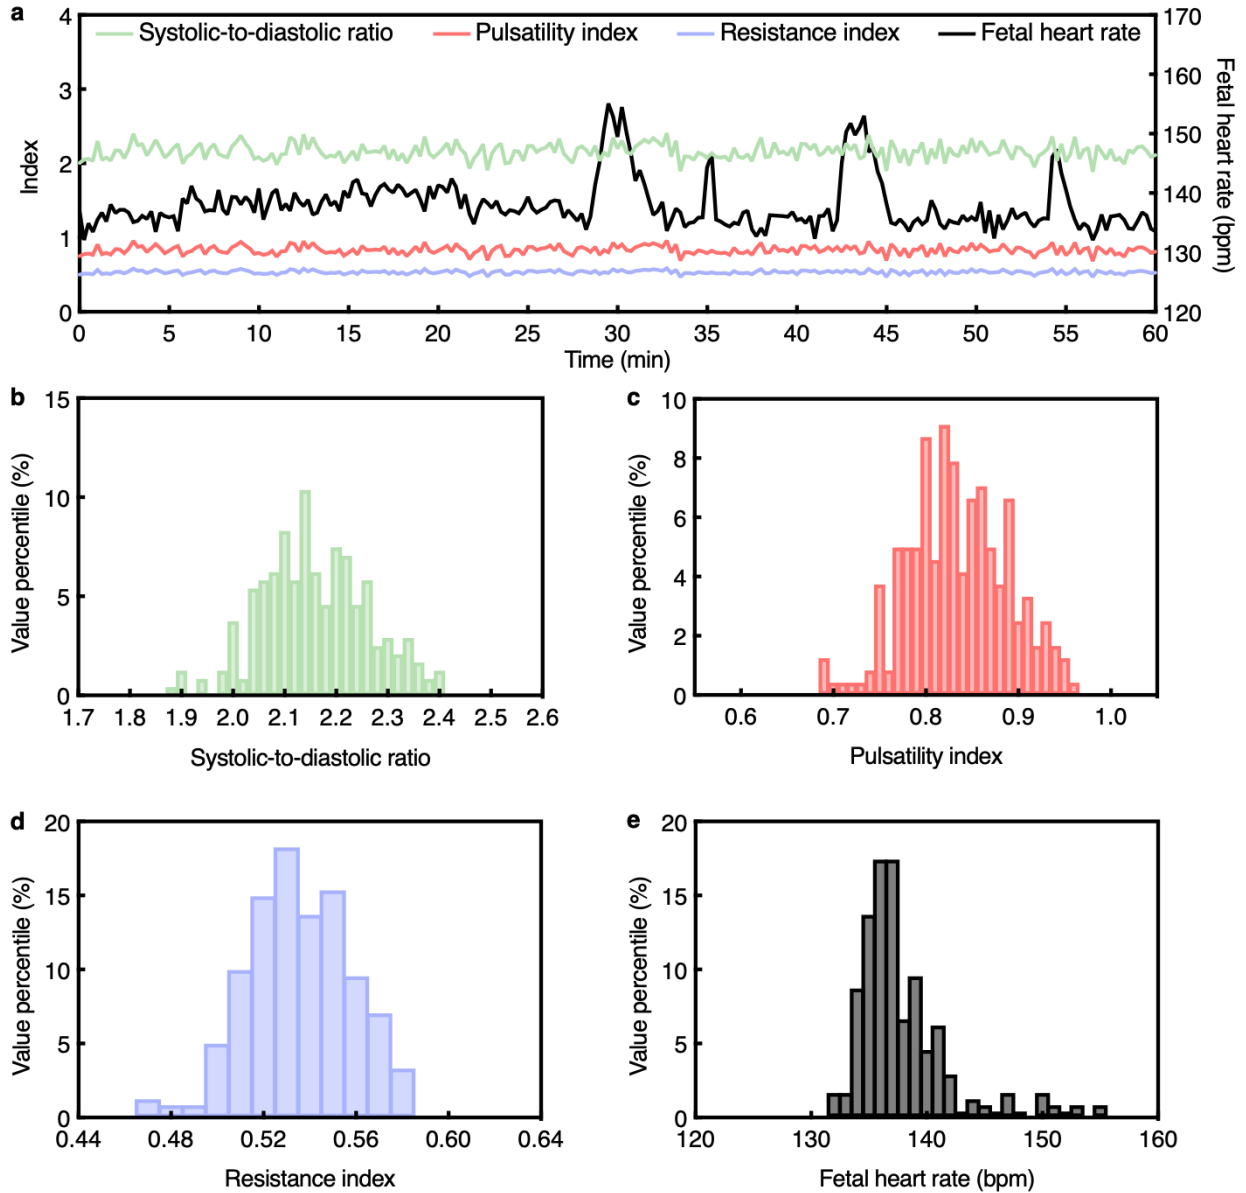 a
Systolic-to-diastolic ratio Pulsatility index Resistance index Fetal heart rate
4 3 2 1 0
Index
170 160 150 140 130 120
Fetal heart rate (bpm)
0 5 10 15 20 25 30 35 40 45 50 55 60
Time (min)
b
15 10 5 0
Value percentile (%)
1.7 1.8 1.9 2.0 2.1 2.2 2.3 2.4 2.5 2.6
Systolic-to-diastolic ratio
c
10 8 6 4 2 0
Value percentile (%)
0.6 0.7 0.8 0.9 1.0
Pulsatility index
d
20 15 10 5 0
Value percentile (%)
0.44 0.48 0.52 0.56 0.60 0.64
Resistance index
e
20 15 10 5 0
Value percentile (%)
120 130 140 150 160
Fetal heart rate (bpm)